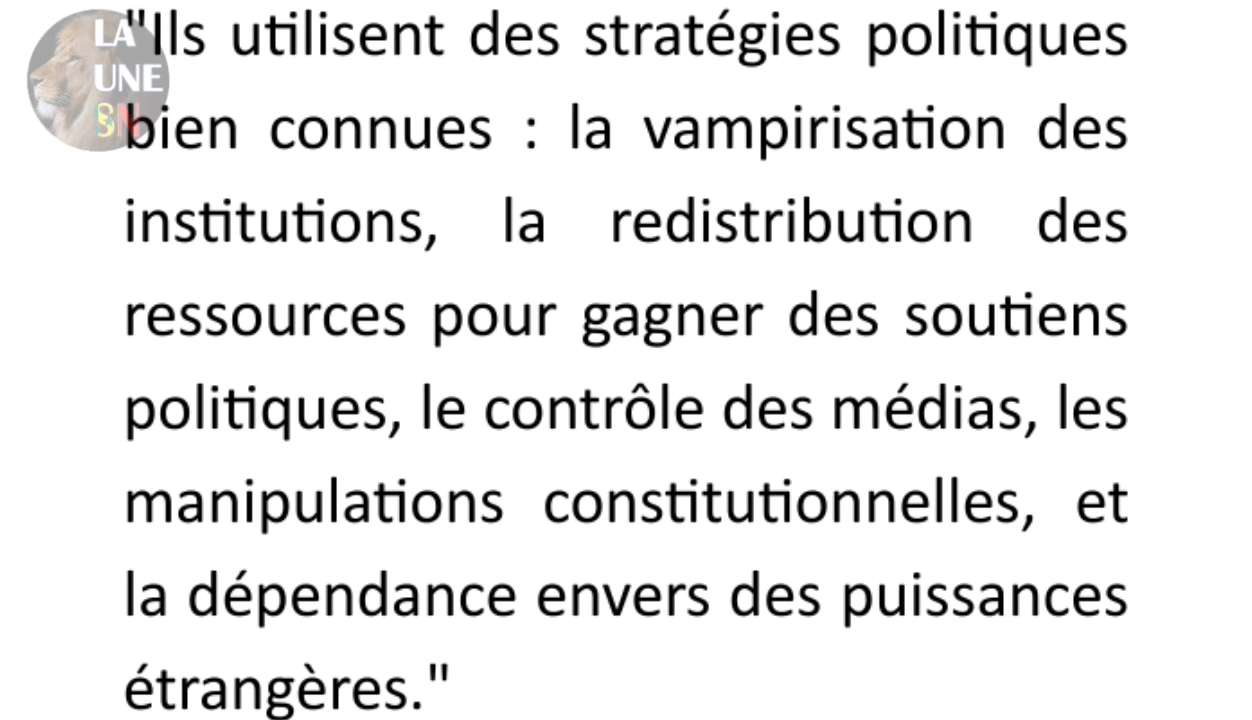 LA
UNE
SN
"Ils utilisent des stratégies politiques
bien connues : la vampirisation des
institutions, la redistribution des
ressources pour gagner des soutiens
politiques, le contrôle des médias, les
manipulations constitutionnelles, et
la dépendance envers des puissances
étrangères."